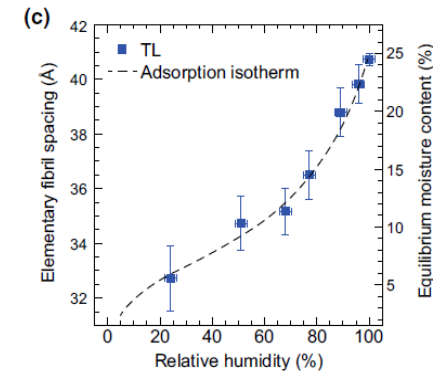 (c)
TL
Adsorption isotherm
Elementary fibril spacing (Å)
42
40
38
36
34
32
25
20
15
10
5
Equilibrium moisture content (%)
0
20
40
60
80
100
Relative humidity (%)